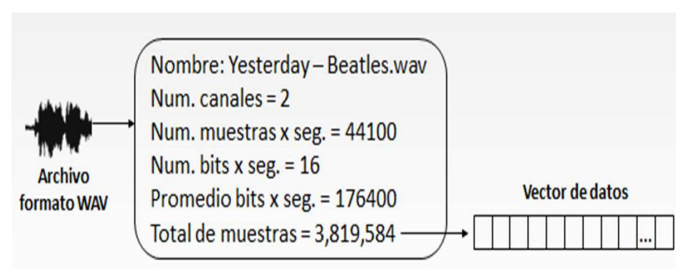 Nombre: Yesterday – Beatles.wav
Num. canales = 2
Num. muestras x seg. = 44100
Num. bits x seg. = 16
Promedio bits x seg. = 176400
Total de muestras = 3,819,584
Archivo
formato WAV
Vector de datos
...